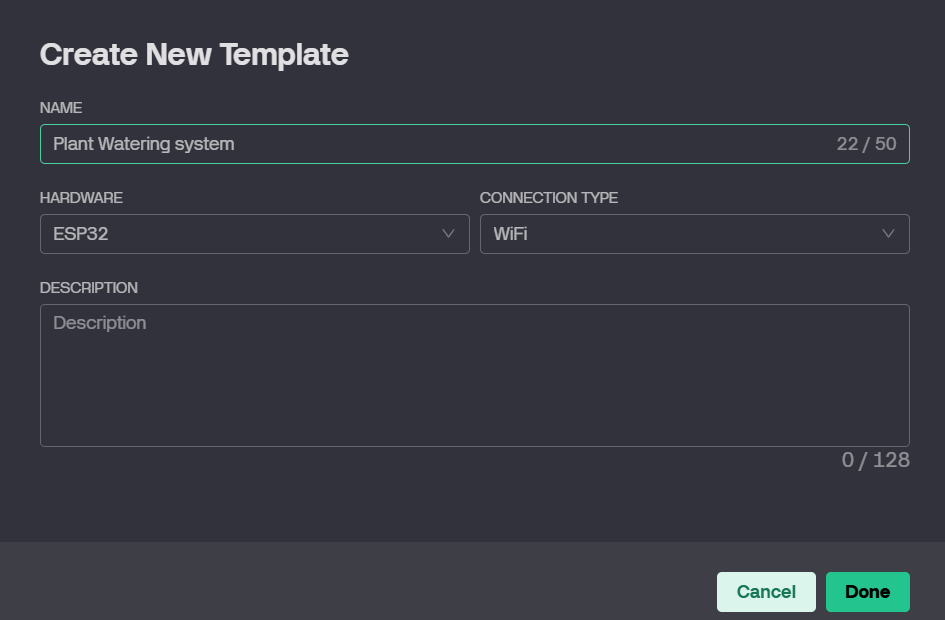 Create New Template
NAME
Plant Watering system 22 / 50
HARDWARE CONNECTION TYPE
ESP32 WiFi
DESCRIPTION
Description
0 / 128
Cancel Done